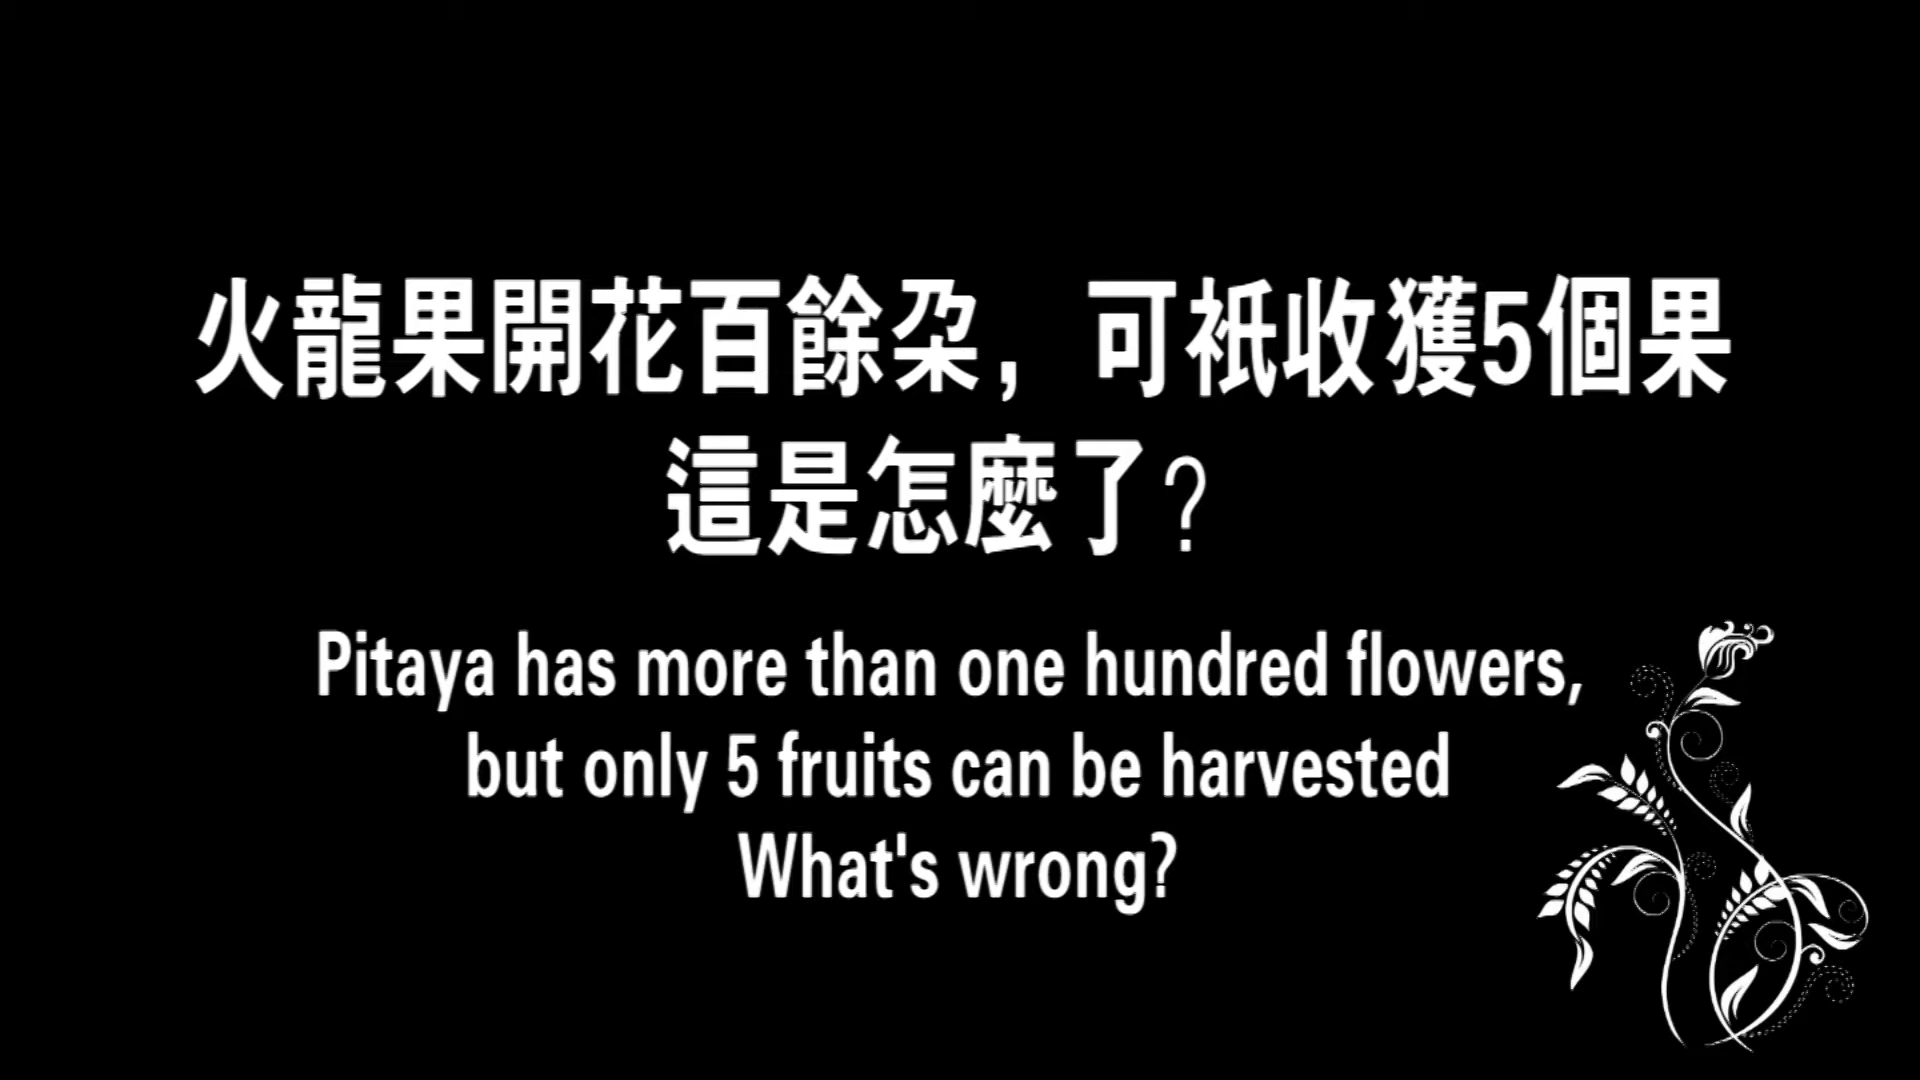 火龍果開花百餘朶，可衹收獲5個果
這是怎麼了？
Pitaya has more than one hundred flowers,
but only 5 fruits can be harvested
What's wrong?